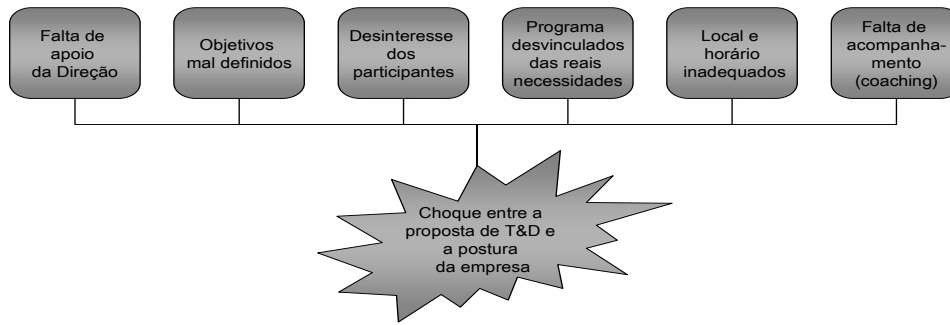 Falta de
apoio
da Direção
Objetivos
mal definidos
Desinteresse
dos
participantes
Programa
desvinculados
das reais
necessidades
Local e
horário
inadequados
Falta de
acompanha-
mento
(coaching)
Choque entre a
proposta de T&D e
a postura
da empresa